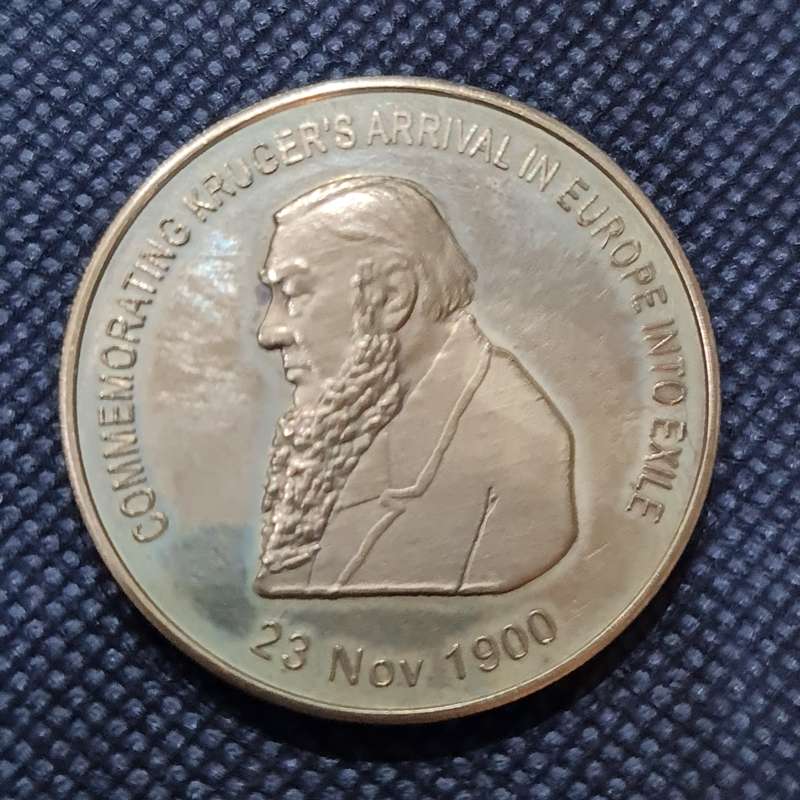 COMMEMORATING KRUGER'S ARRIVAL IN EUROPE INTO EXILE
23 Nov 1900